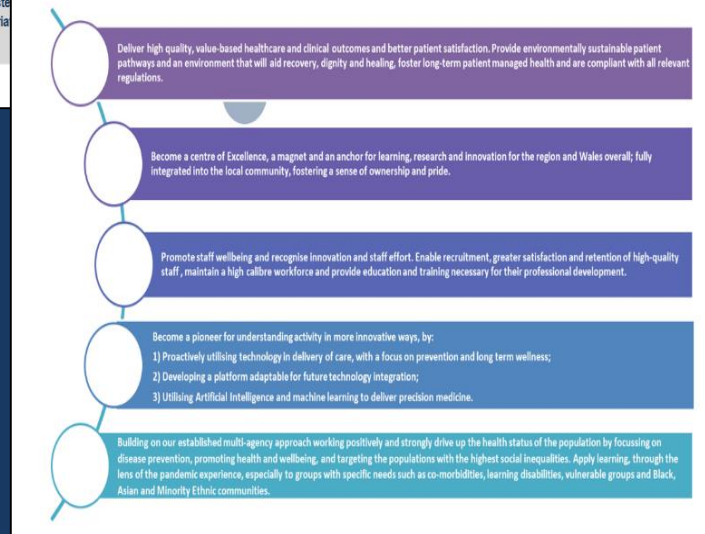 Deliver high quality, value-based healthcare and clinical outcomes and better patient satisfaction. Provide environmentally sustainable patient
pathways and an environment that will aid recovery, dignity and healing, foster long-term patient managed health and are compliant with all relevant
regulations.
Become a centre of Excellence, a magnet and an anchor for learning, research and Innovation for the region and Wales overall; fully
integrated into the local community, fostering a sense of ownership and pride.
Promote staff wellbeing and recognise innovation and staff effort. Enable recruitment, greater satisfaction and retention of high-quality
staff , maintain a high calibre workforce and provide education and training necessary for their professional development.
Become a pioneer for understanding activity in more innovative ways, by:
1) Proactively utilising technology in delivery of care, with a focus on prevention and long term wellness;
2) Developing a platform adaptable for future technology integration;
3) Utilising Artificial Intelligence and machine learning to deliver precision medicine.
Building on our established multi-agency approach working positively and strongly drive up the health status of the population by focussing on
disease prevention, promoting health and wellbeing, and targeting the populations with the highest social inequalities. Apply learning, through the
lens of the pandemic experience, especially to groups with specific needs such as co-morbidities, learning disabilities, vulnerable groups and Black,
Asian and Minority Ethnic communities.